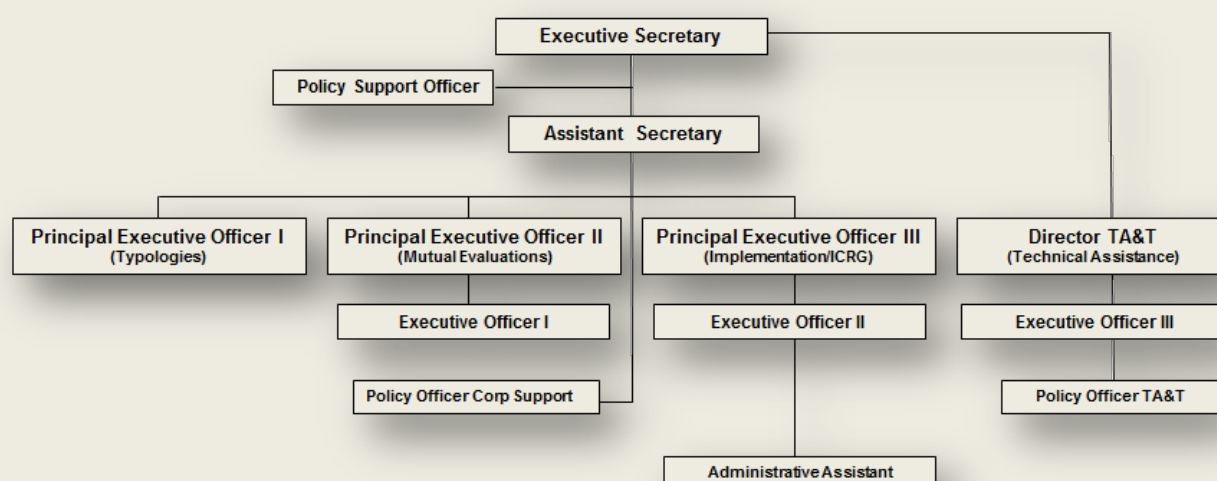 Executive Secretary
Policy Support Officer
Assistant Secretary
Principal Executive Officer I
(Typologies)
Principal Executive Officer II
(Mutual Evaluations)
Principal Executive Officer III
(Implementation/ICRG)
Director TA&T
(Technical Assistance)
Executive Officer I
Executive Officer II
Executive Officer III
Policy Officer Corp Support
Policy Officer TA&T
Administrative Assistant